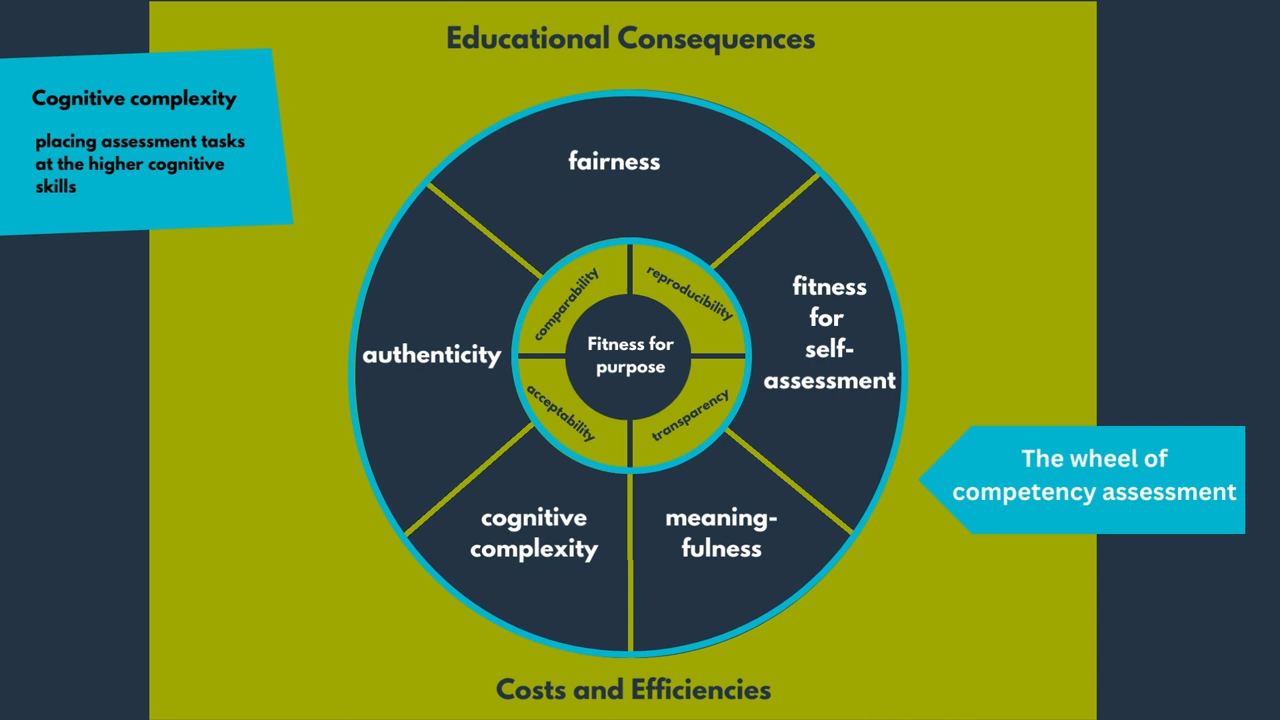 Educational Consequences
Cognitive complexity
placing assessment tasks
at the higher cognitive
skills
fairness
comparability
reproducibility
fitness
for
self-
assessment
authenticity
Fitness for
purpose
acceptability
transparency
The wheel of
competency assessment
cognitive
complexity
meaning-
fulness
Costs and Efficiencies